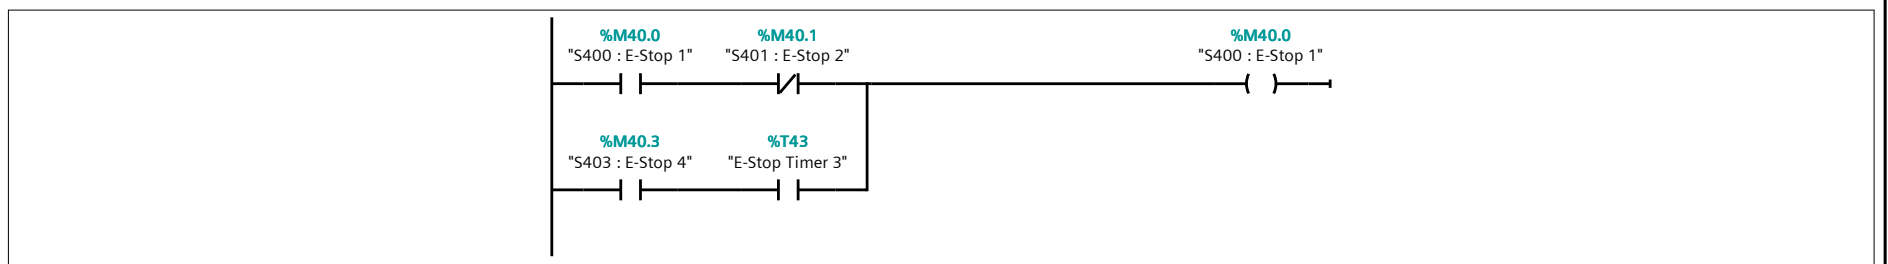 %M40.0 %M40.1 %M40.0
"S400 : E-Stop 1" "S401 : E-Stop 2" "S400 : E-Stop 1"
%M40.3 %T43
"S403 : E-Stop 4" "E-Stop Timer 3"